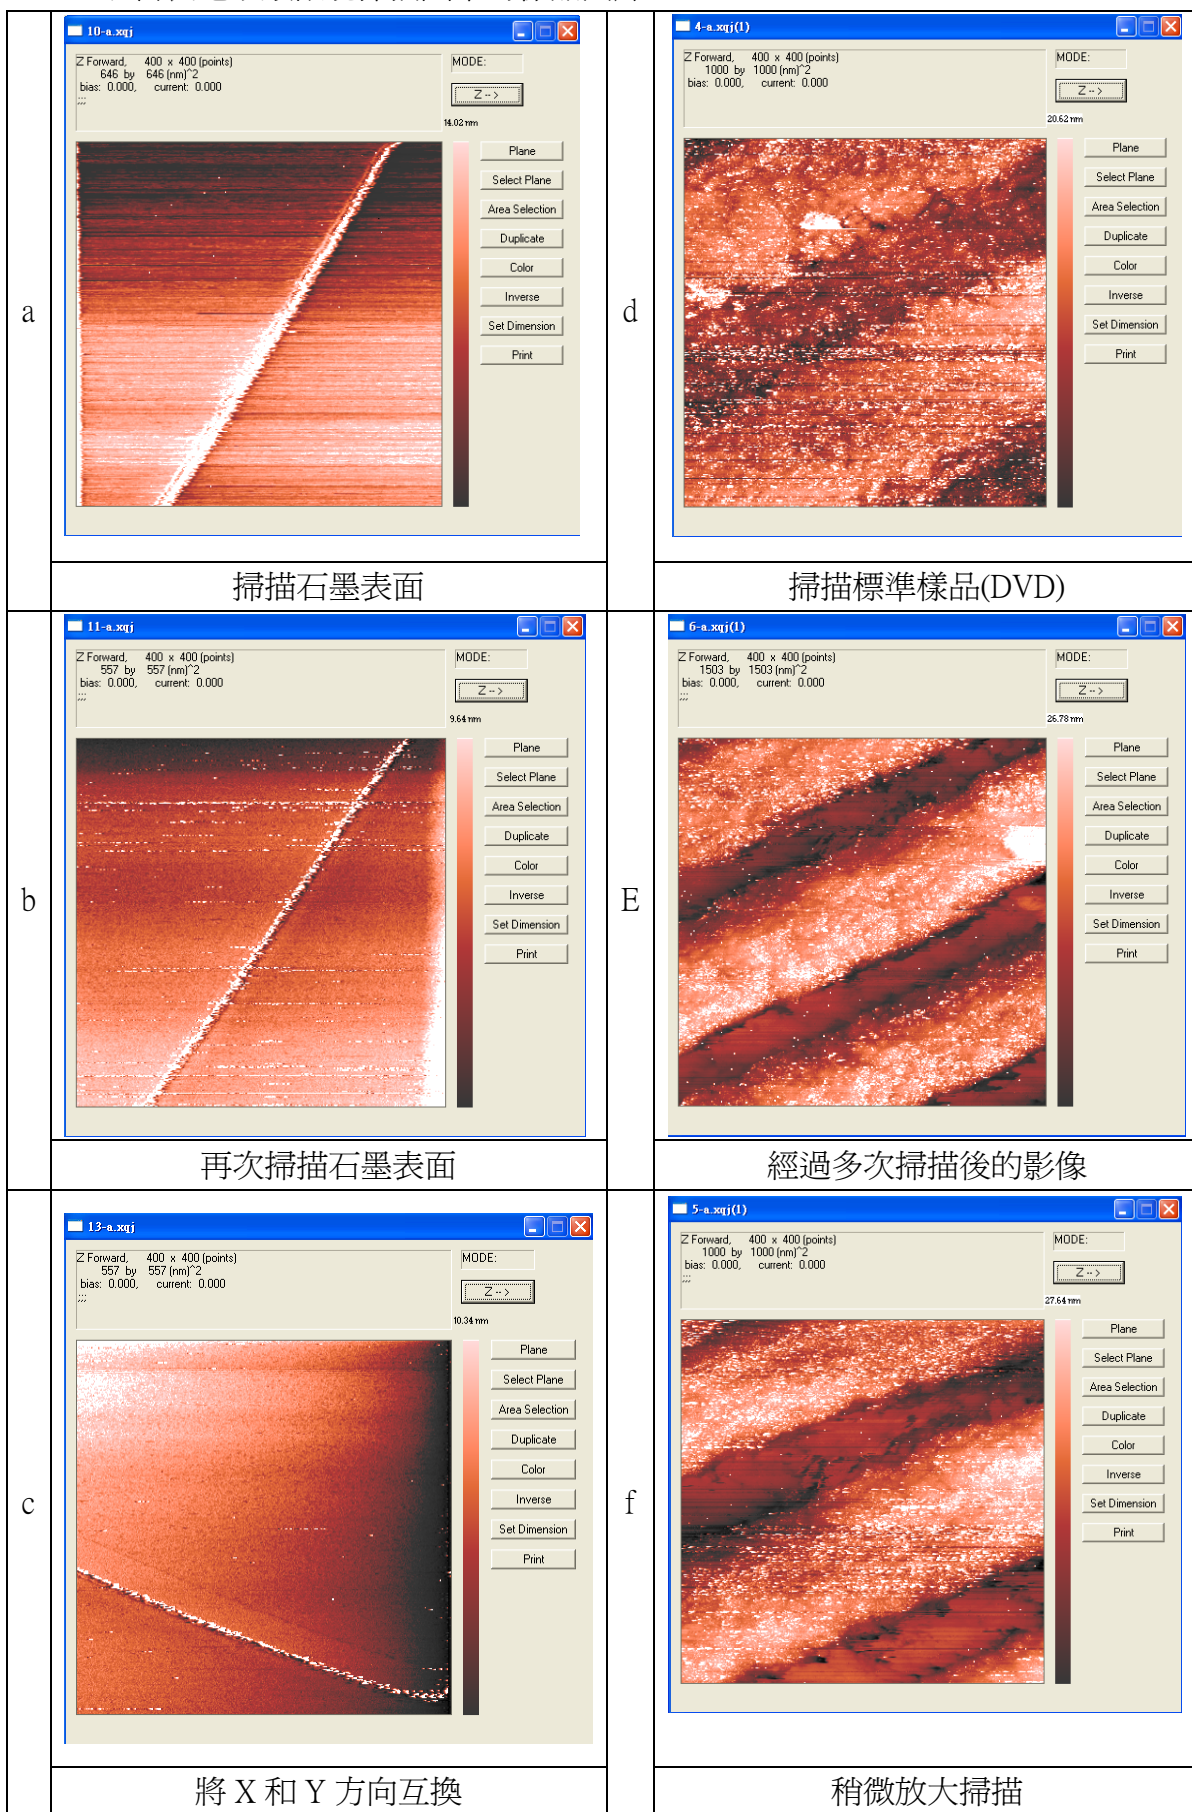 a
10-a.xqj
Z Forward, 400 x 400 (points)
646 by 646 (nm)^2
bias: 0.000, current: 0.000
;;;
MODE:
Z -->
14.02 nm
Plane
Select Plane
Area Selection
Duplicate
Color
Inverse
Set Dimension
Print
掃描石墨表面
d
4-a.xqj(1)
Z Forward, 400 x 400 (points)
1000 by 1000 (nm)^2
bias: 0.000, current: 0.000
;;;
MODE:
Z -->
20.62 nm
Plane
Select Plane
Area Selection
Duplicate
Color
Inverse
Set Dimension
Print
掃描標準樣品(DVD)
b
11-a.xqj
Z Forward, 400 x 400 (points)
557 by 557 (nm)^2
bias: 0.000, current: 0.000
;;;
MODE:
Z -->
9.64 nm
Plane
Select Plane
Area Selection
Duplicate
Color
Inverse
Set Dimension
Print
再次掃描石墨表面
E
6-a.xqj(1)
Z Forward, 400 x 400 (points)
1503 by 1503 (nm)^2
bias: 0.000, current: 0.000
;;;
MODE:
Z -->
26.78 nm
Plane
Select Plane
Area Selection
Duplicate
Color
Inverse
Set Dimension
Print
經過多次掃描後的影像
c
13-a.xqj
Z Forward, 400 x 400 (points)
557 by 557 (nm)^2
bias: 0.000, current: 0.000
;;;
MODE:
Z -->
10.34 nm
Plane
Select Plane
Area Selection
Duplicate
Color
Inverse
Set Dimension
Print
將 X 和 Y 方向互換
f
5-a.xqj(1)
Z Forward, 400 x 400 (points)
1000 by 1000 (nm)^2
bias: 0.000, current: 0.000
;;;
MODE:
Z -->
27.64 nm
Plane
Select Plane
Area Selection
Duplicate
Color
Inverse
Set Dimension
Print
稍微放大掃描